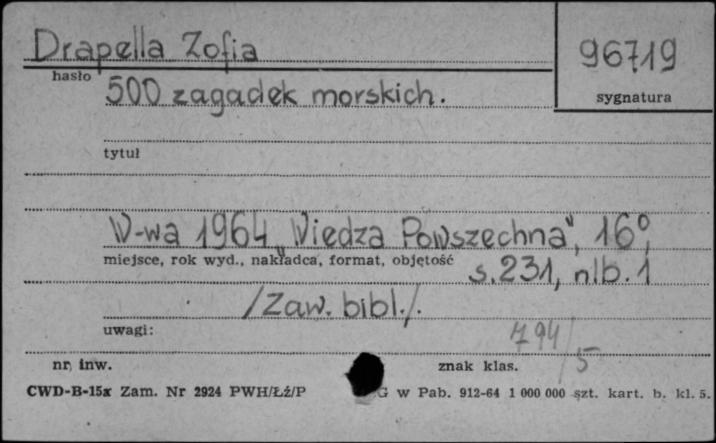 Drapella Zofia
96719
hasło
500 zagadek morskich.
sygnatura
tytuł
W-wa 1964 „Wiedza Powszechna", 16°,
miejsce, rok wyd., nakładca, format, objętość
s. 231, nlb. 1
/Zaw. bibl./.
uwagi:
794/5
nr. inw.
znak klas.
CWD-B-15x Zam. Nr 2924 PWH/Łź/P
G w Pab. 912-64 1 000 000 szt. kart. b. kl. 5.